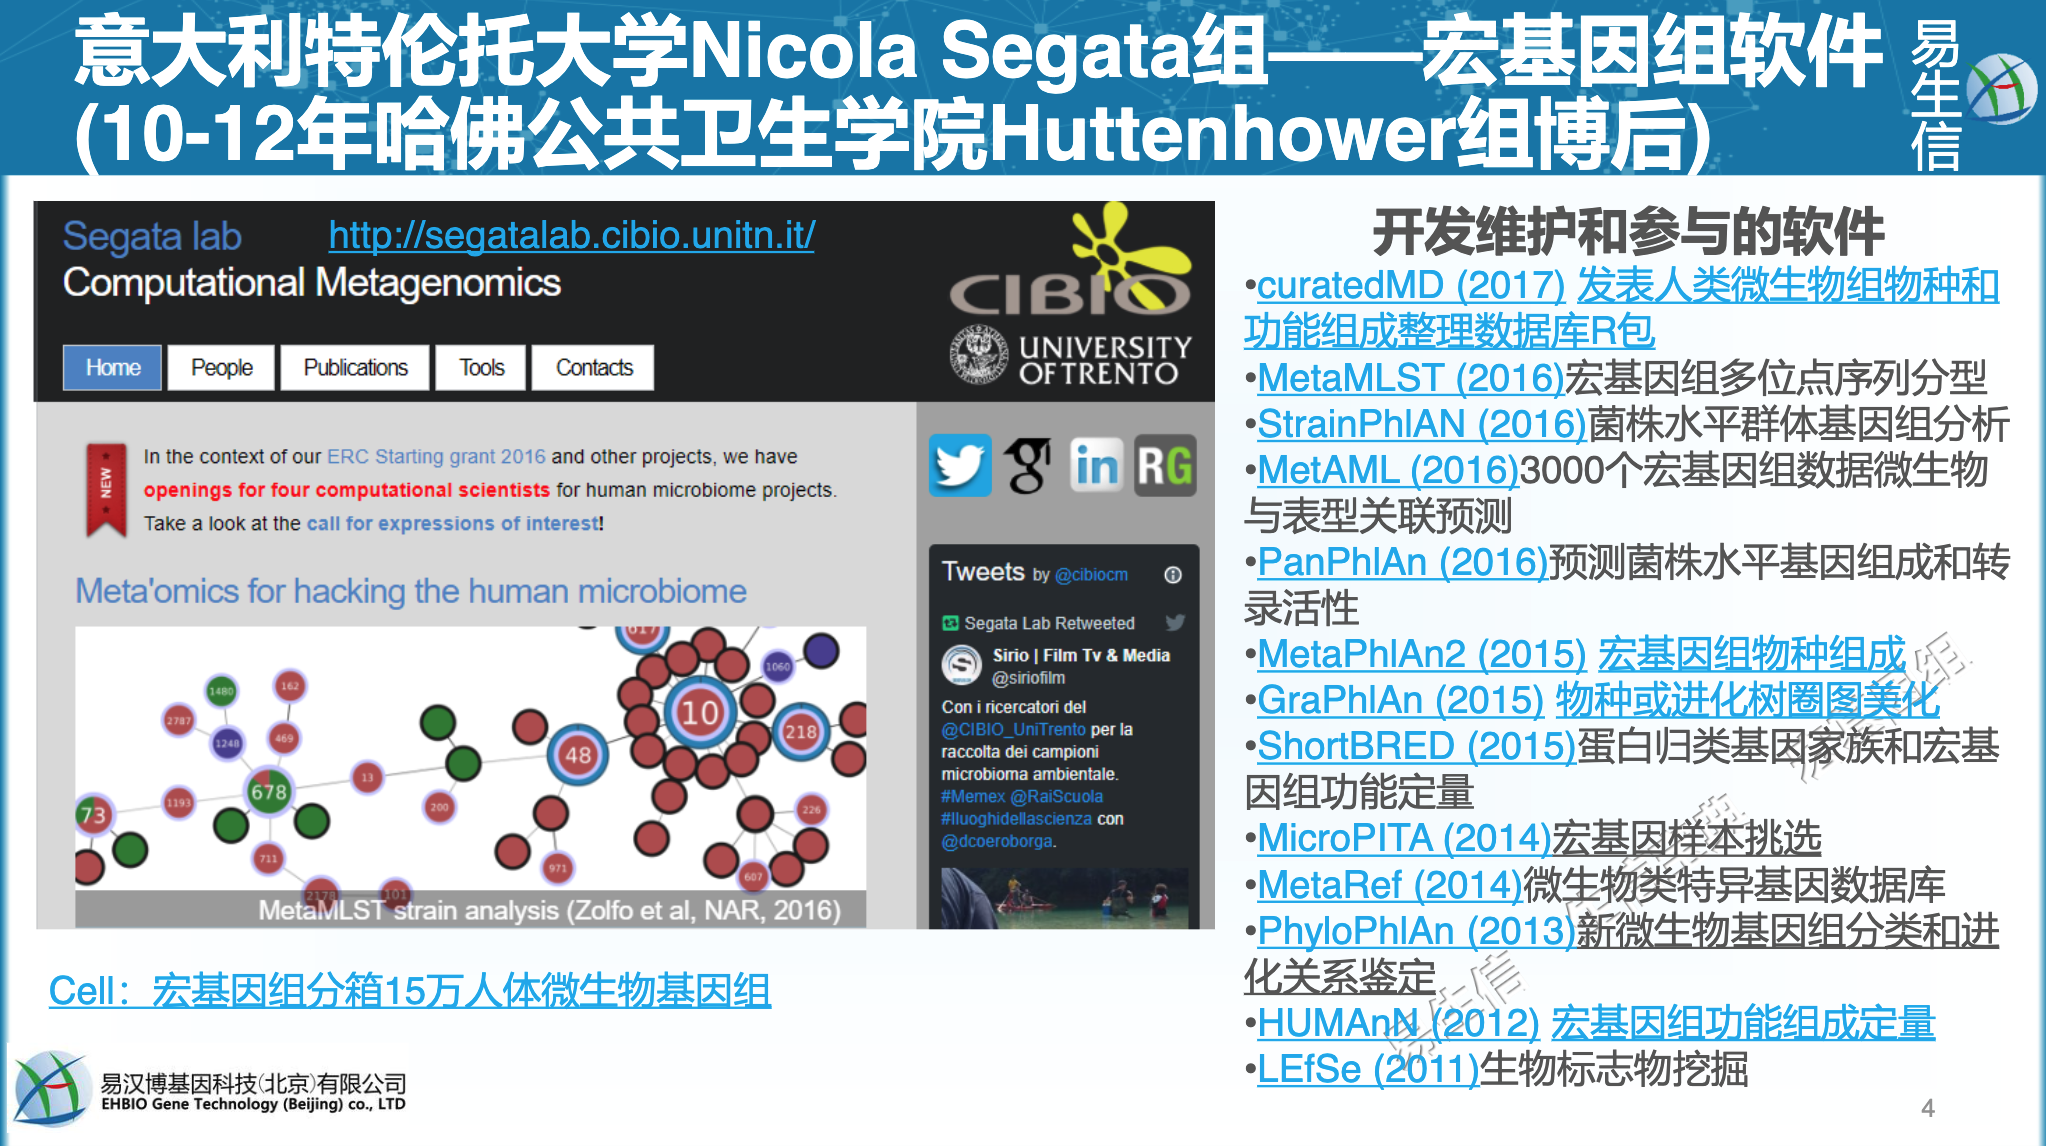 意大利特伦托大学Nicola Segata组——宏基因组软件
(10-12年哈佛公共卫生学院Huttenhower组博后)
易生信
Segata lab
http://segatalab.cibio.unitn.it/
Computational Metagenomics
CIBIO
UNIVERSITY
OF TRENTO
Home
People
Publications
Tools
Contacts
NEW
In the context of our ERC Starting grant 2016 and other projects, we have
openings for four computational scientists for human microbiome projects.
Take a look at the call for expressions of interest!
in
RG
Meta'omics for hacking the human microbiome
617
1060
1480
162
2787
1248
469
10
218
48
13
678
1193
200
73
226
711
971
607
2178
101
MetaMLST strain analysis (Zolfo et al, NAR, 2016)
Tweets by @cibiocm
Segata Lab Retweeted
Sirio | Film Tv & Media
@siriofilm
Con i ricercatori del
@CIBIO_UniTrento per la
raccolta dei campioni
microbioma ambientale.
#Memex @RaiScuola
#Iluoghidellascienza con
@dcoeroborga.
Cell：宏基因组分箱15万人体微生物基因组
开发维护和参与的软件
•curatedMD (2017) 发表人类微生物组物种和
功能组成整理数据库R包
•MetaMLST (2016)宏基因组多位点序列分型
•StrainPhlAN (2016)菌株水平群体基因组分析
•MetAML (2016)3000个宏基因组数据微生物
与表型关联预测
•PanPhlAn (2016)预测菌株水平基因组成和转
录活性
•MetaPhlAn2 (2015) 宏基因组物种组成
•GraPhlAn (2015) 物种或进化树圈图美化
•ShortBRED (2015)蛋白归类基因家族和宏基
因组功能定量
•MicroPITA (2014)宏基因样本挑选
•MetaRef (2014)微生物类特异基因数据库
•PhyloPhlAn (2013)新微生物基因组分类和进
化关系鉴定
•HUMAnN (2012) 宏基因组功能组成定量
•LEfSe (2011)生物标志物挖掘
易汉博基因科技(北京)有限公司
EHBIO Gene Technology (Beijing) co., LTD
4